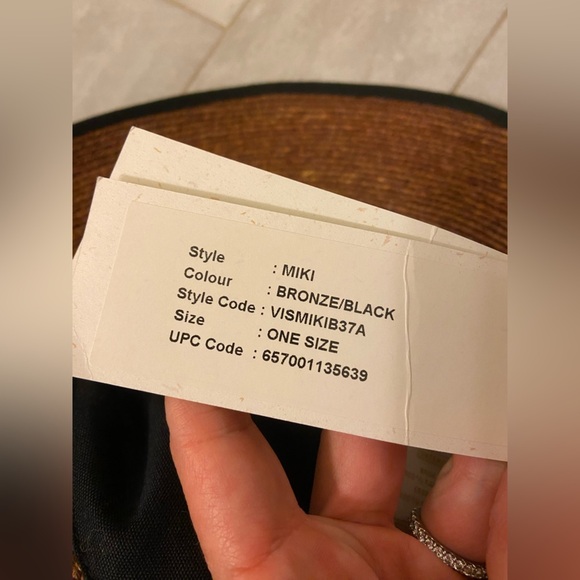 Style : MIKI
Colour : BRONZE/BLACK
Style Code : VISMIKIB37A
Size : ONE SIZE
UPC Code : 657001135639